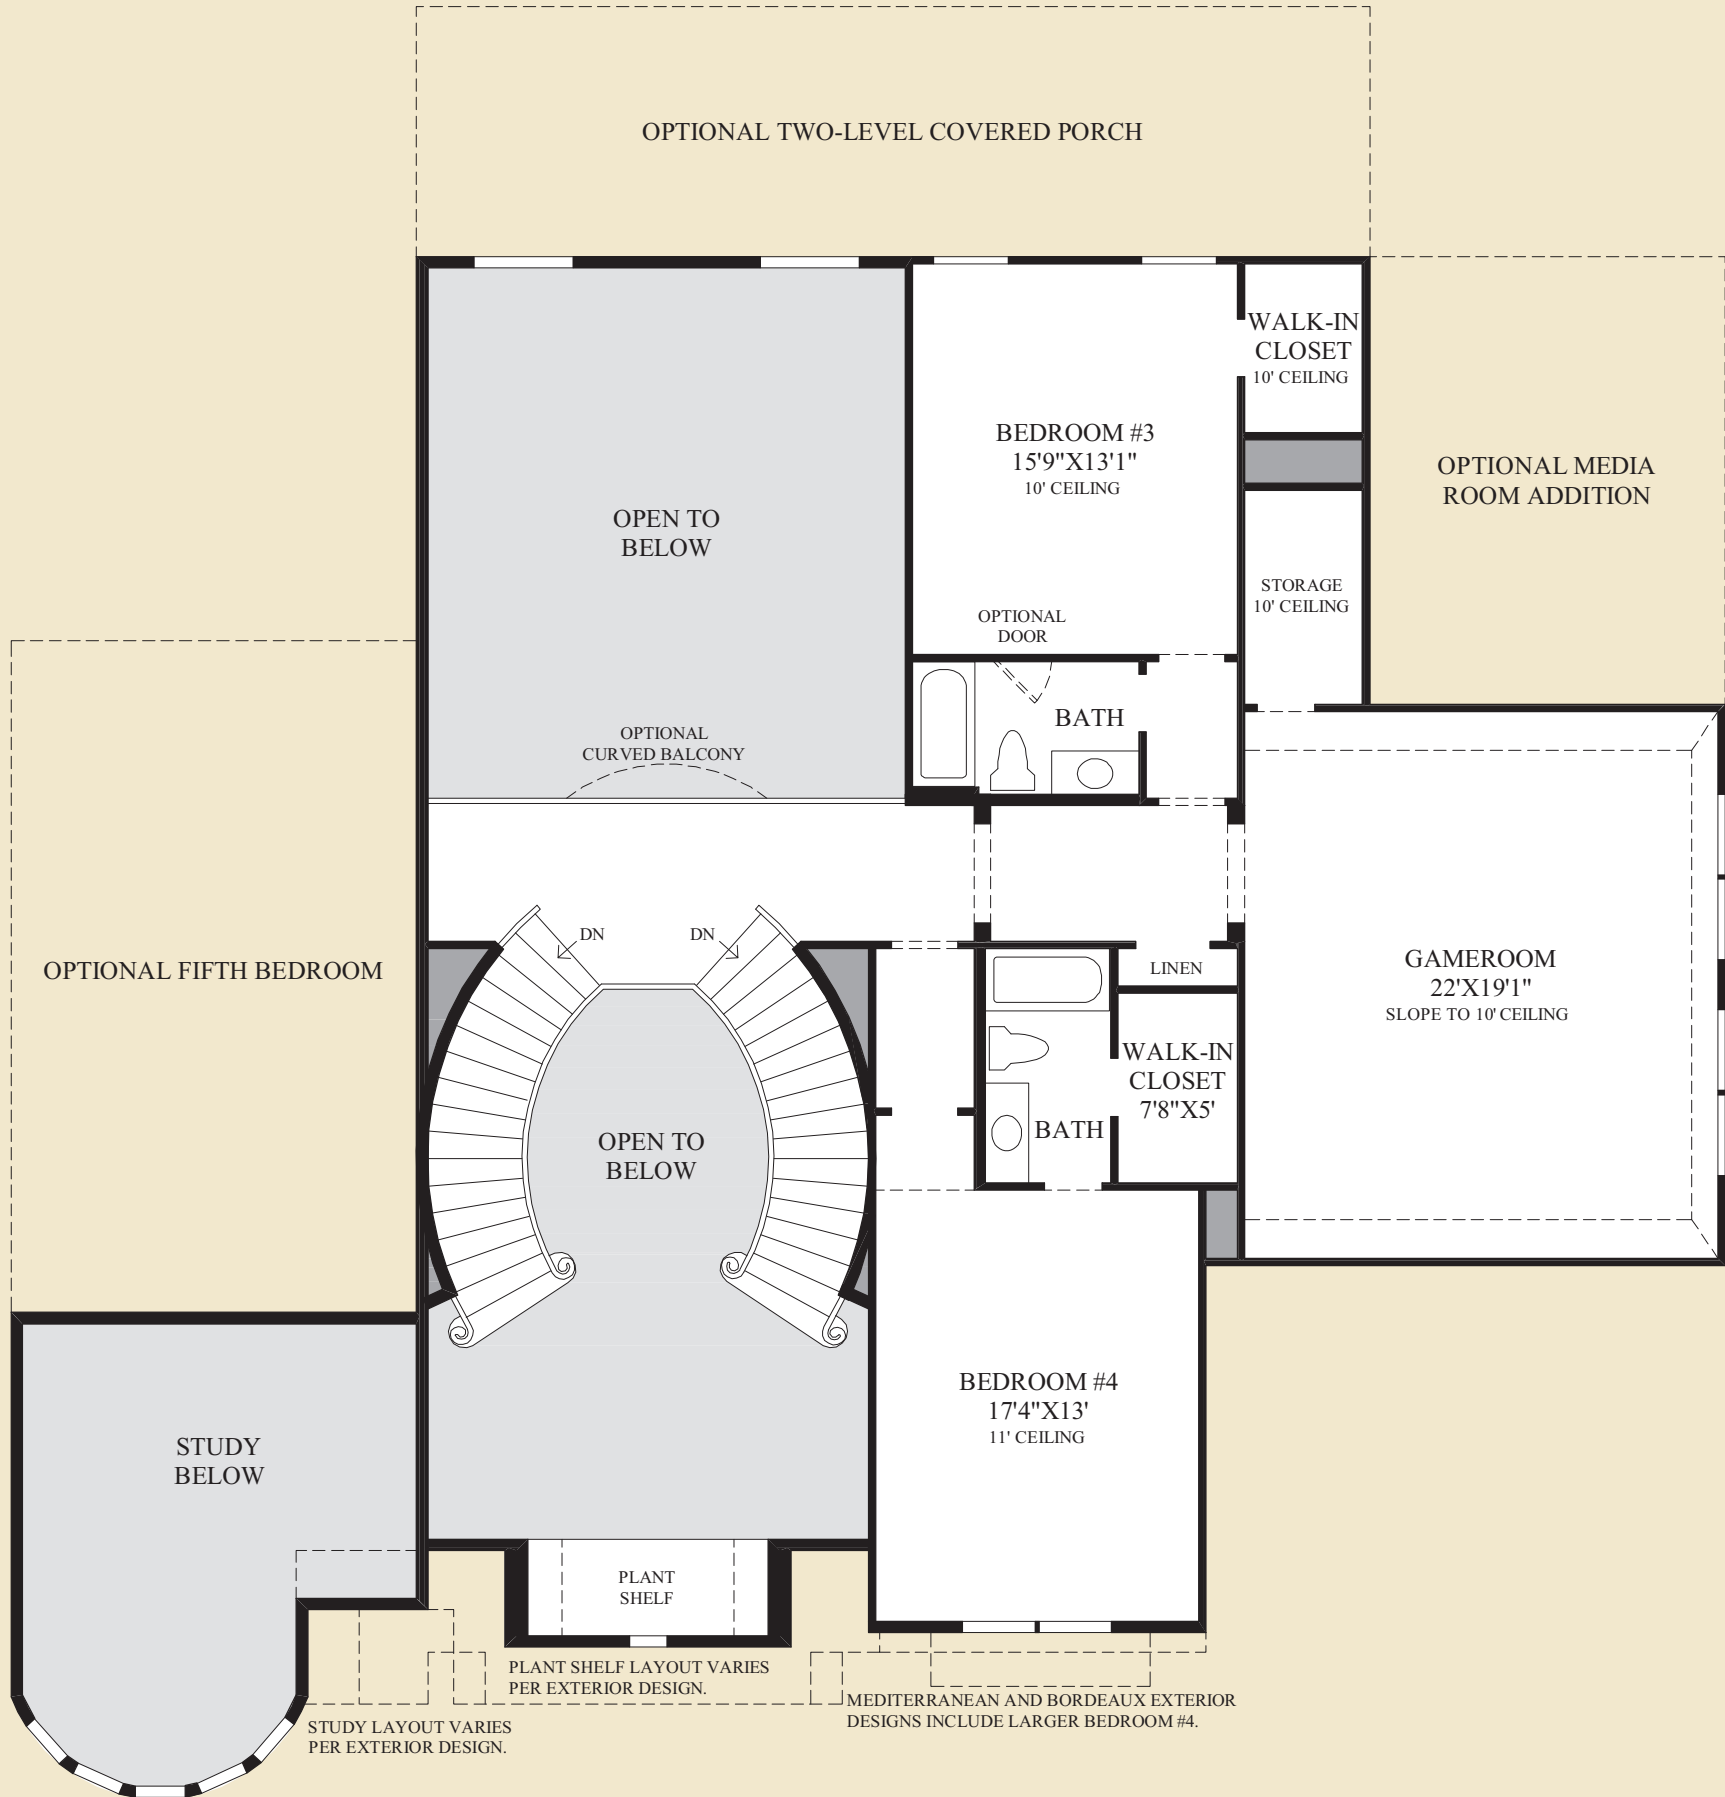 OPTIONAL TWO-LEVEL COVERED PORCH
WALK-IN
CLOSET
10' CEILING
BEDROOM #3
15'9"X13'1"
10' CEILING
OPTIONAL MEDIA
ROOM ADDITION
OPEN TO
BELOW
STORAGE
10' CEILING
OPTIONAL
DOOR
BATH
OPTIONAL
CURVED BALCONY
DN
DN
OPTIONAL FIFTH BEDROOM
LINEN
GAMEROOM
22'X19'1"
SLOPE TO 10' CEILING
WALK-IN
CLOSET
7'8"X5'
BATH
OPEN TO
BELOW
BEDROOM #4
17'4"X13'
11' CEILING
STUDY
BELOW
PLANT
SHELF
PLANT SHELF LAYOUT VARIES
PER EXTERIOR DESIGN.
MEDITERRANEAN AND BORDEAUX EXTERIOR
DESIGNS INCLUDE LARGER BEDROOM #4.
STUDY LAYOUT VARIES
PER EXTERIOR DESIGN.